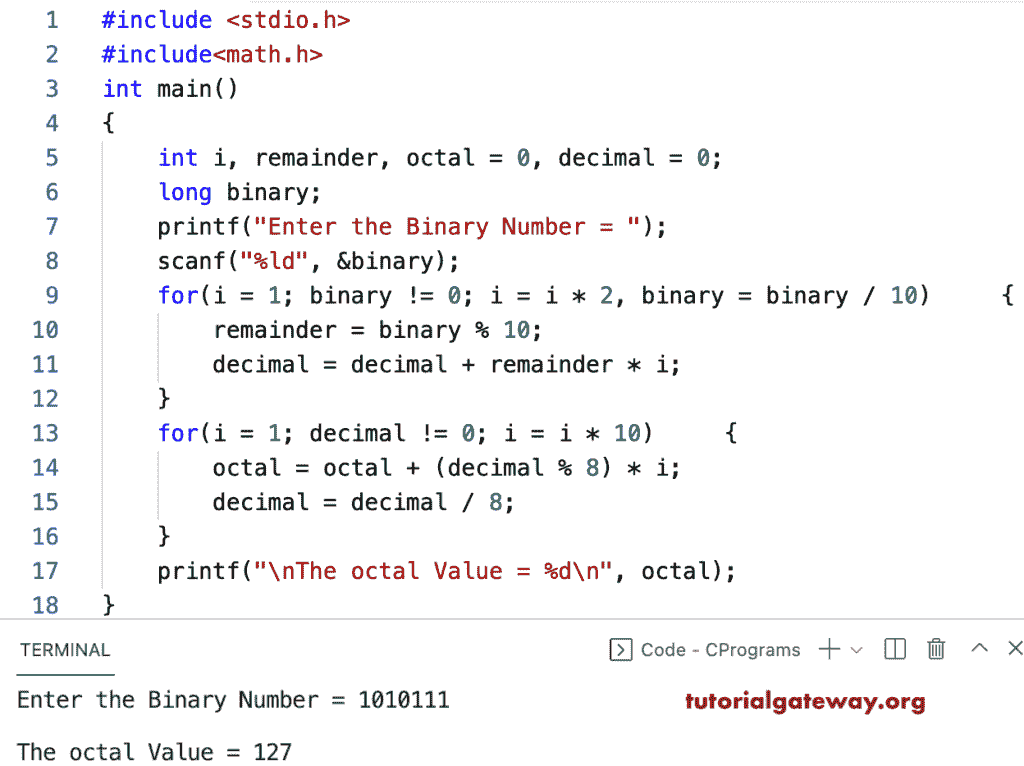 1 #include <stdio.h>
2 #include<math.h>
3 int main()
4 {
5     int i, remainder, octal = 0, decimal = 0;
6     long binary;
7     printf("Enter the Binary Number = ");
8     scanf("%ld", &binary);
9     for(i = 1; binary != 0; i = i * 2, binary = binary / 10)     {
10         remainder = binary % 10;
11         decimal = decimal + remainder * i;
12     }
13     for(i = 1; decimal != 0; i = i * 10)     {
14         octal = octal + (decimal % 8) * i;
15         decimal = decimal / 8;
16     }
17     printf("\nThe octal Value = %d\n", octal);
18 }
TERMINAL Code - CPrograms
Enter the Binary Number = 1010111 tutorialgateway.org
The octal Value = 127